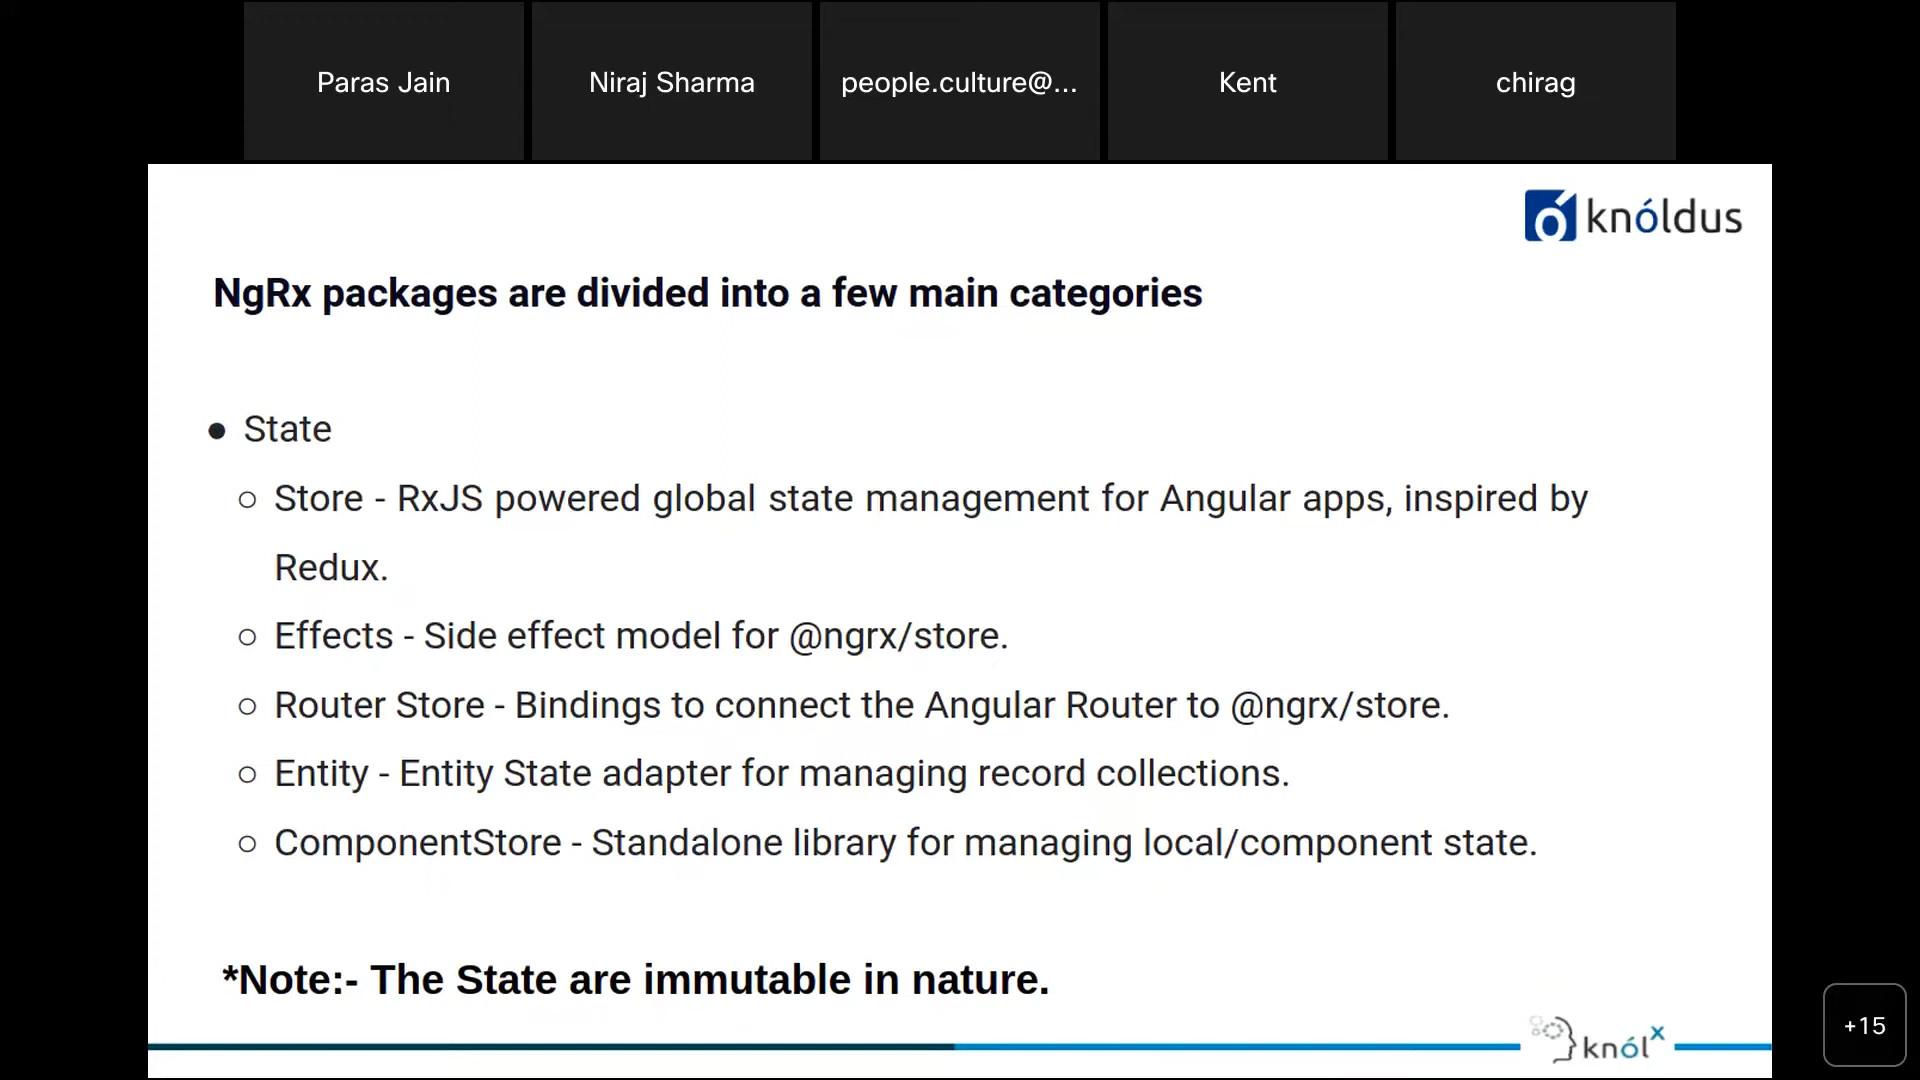 Paras Jain
Niraj Sharma
people.culture@...
Kent
chirag
knóldus
NgRx packages are divided into a few main categories
● State
○ Store - RxJS powered global state management for Angular apps, inspired by
Redux.
○ Effects - Side effect model for @ngrx/store.
○ Router Store - Bindings to connect the Angular Router to @ngrx/store.
○ Entity - Entity State adapter for managing record collections.
○ ComponentStore - Standalone library for managing local/component state.
*Note:- The State are immutable in nature.
knólx
+15